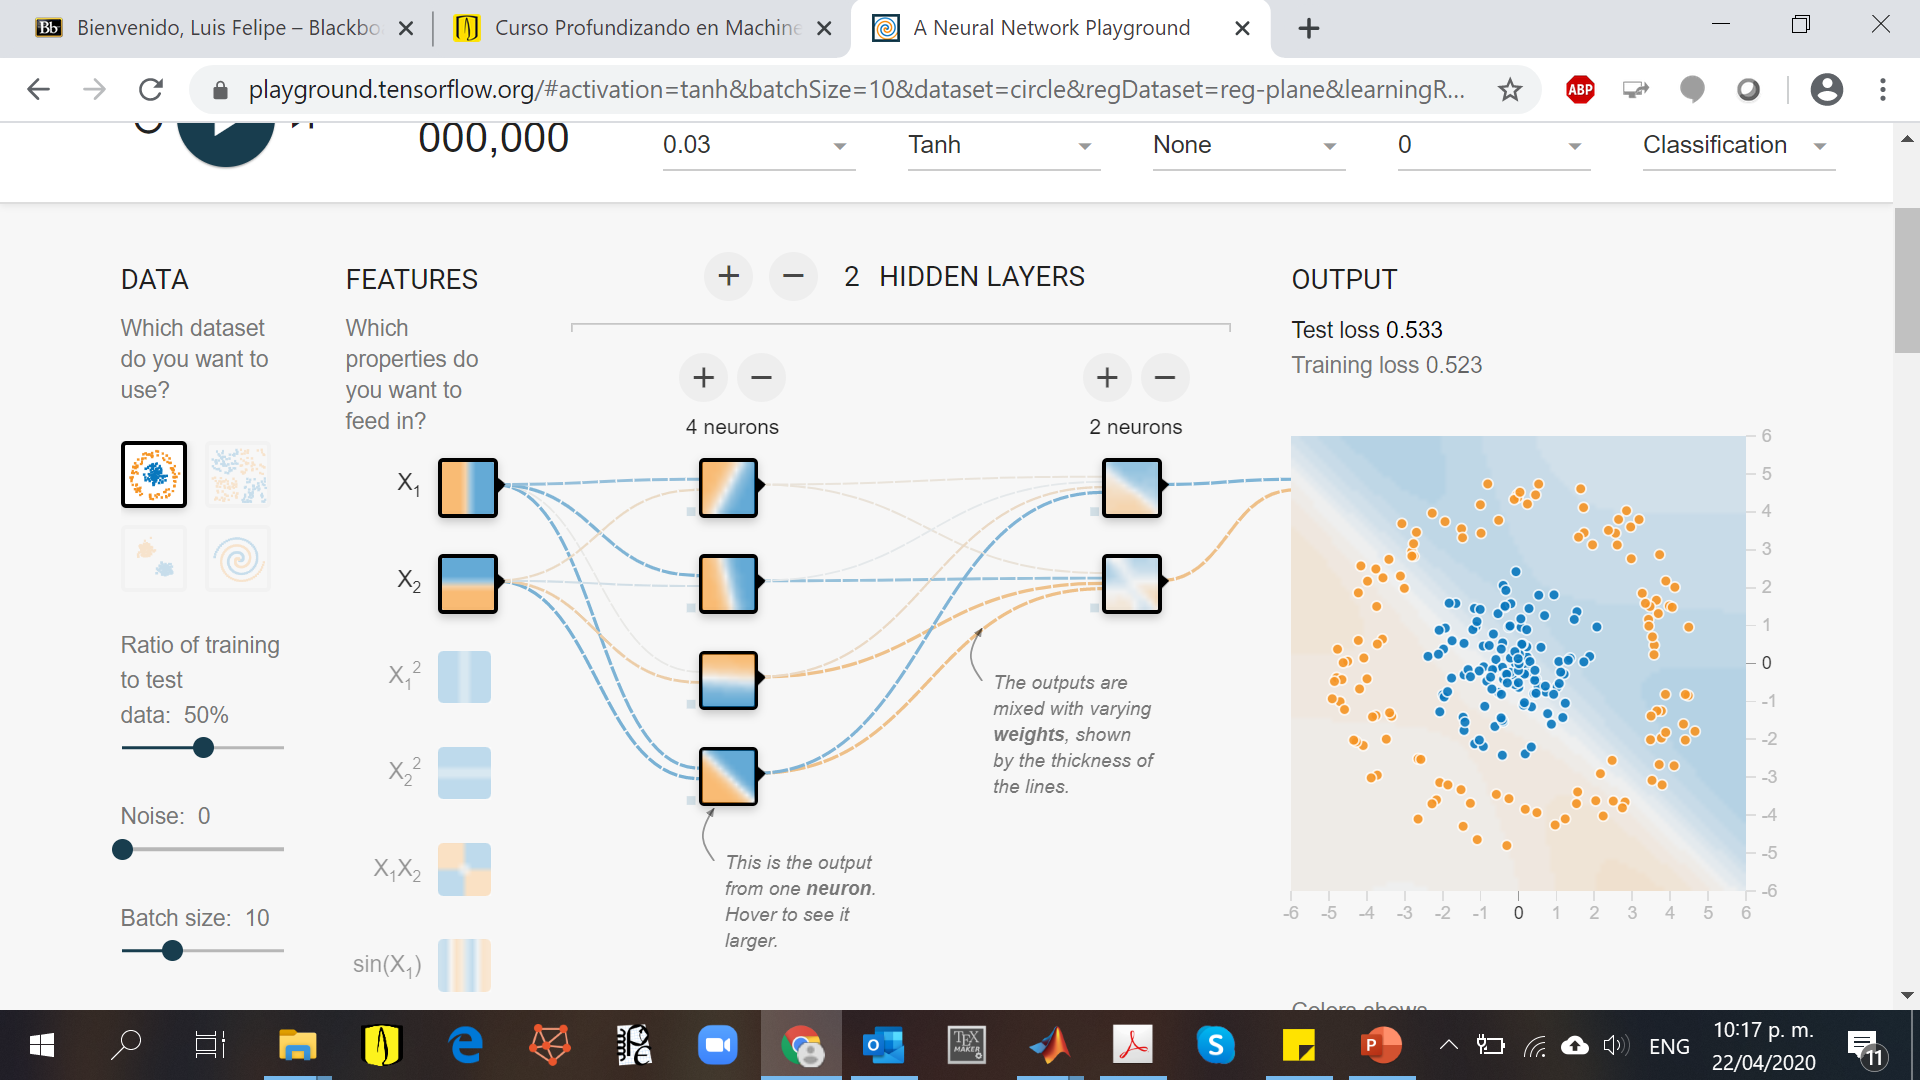 Bb Bienvenido, Luis Felipe – Blackbo
Curso Profundizando en Machine
A Neural Network Playground
playground.tensorflow.org/#activation=tanh&batchSize=10&dataset=circle&regDataset=reg-plane&learningR...
ABP
000,000
0.03
Tanh
None
0
Classification
DATA
Which dataset
do you want to
use?
Ratio of training
to test
data: 50%
Noise: 0
Batch size: 10
FEATURES
Which
properties do
you want to
feed in?
X1
X2
X1²
X2²
X1X2
sin(X1)
2 HIDDEN LAYERS
4 neurons
2 neurons
This is the output
from one neuron.
Hover to see it
larger.
The outputs are
mixed with varying
weights, shown
by the thickness of
the lines.
OUTPUT
Test loss 0.533
Training loss 0.523
6
5
4
3
2
1
0
-1
-2
-3
-4
-5
-6
-6 -5 -4 -3 -2 -1 0 1 2 3 4 5 6
TEX
MAKER
ENG
10:17 p. m.
22/04/2020
11